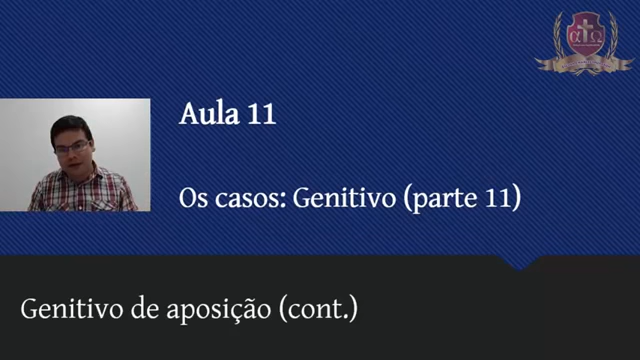 Aula 11
Os casos: Genitivo (parte 11)
Genitivo de aposição (cont.)
α Ω